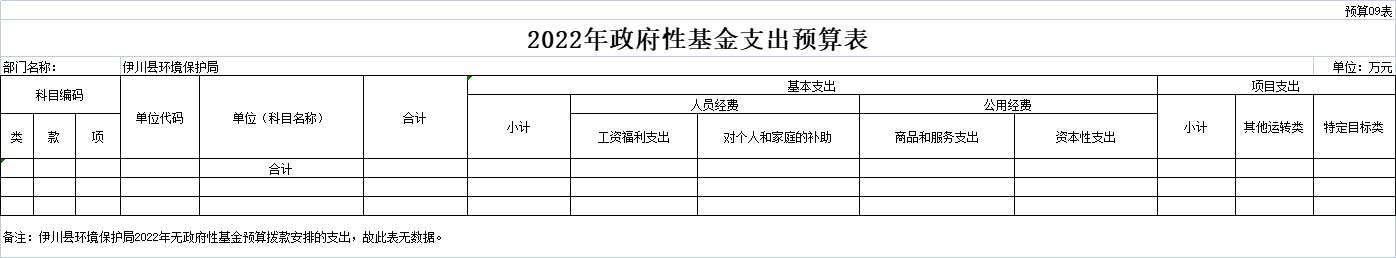 预算09表
2022年政府性基金支出预算表
部门名称： 伊川县环境保护局 单位：万元
科目编码 单位代码 单位（科目名称） 合计 基本支出 项目支出
小计 人员经费 公用经费 小计 其他运转类 特定目标类
类 款 项 工资福利支出 对个人和家庭的补助 商品和服务支出 资本性支出
合计
备注：伊川县环境保护局2022年无政府性基金预算拨款安排的支出，故此表无数据。